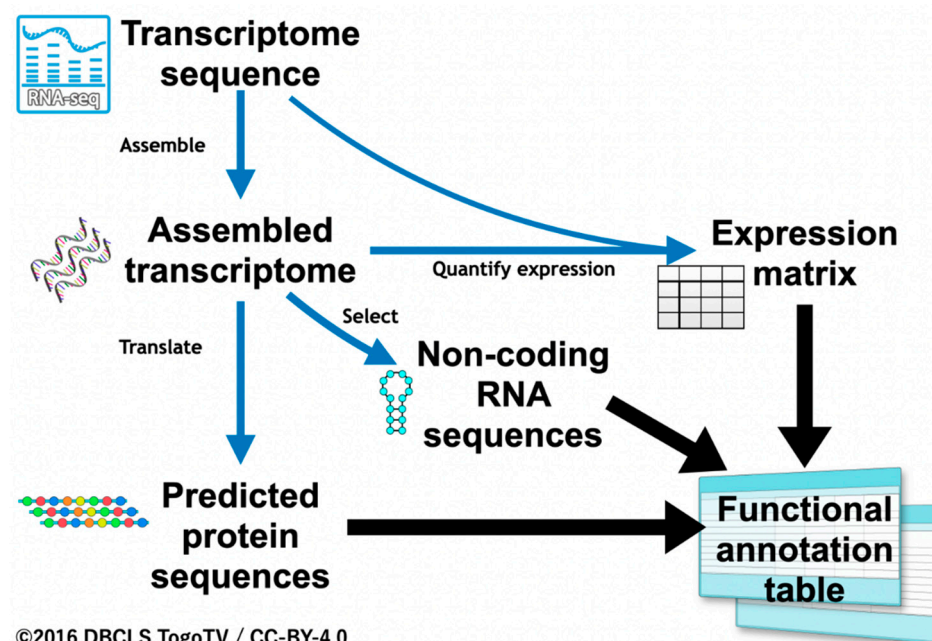 Transcriptome
sequence
RNA-seq
Assemble
Assembled
transcriptome
Quantify expression
Expression
matrix
Select
Translate
Non-coding
RNA
sequences
Predicted
protein
sequences
Functional
annotation
table
©2016 DBCLS TogoTV / CC-BY-4.0